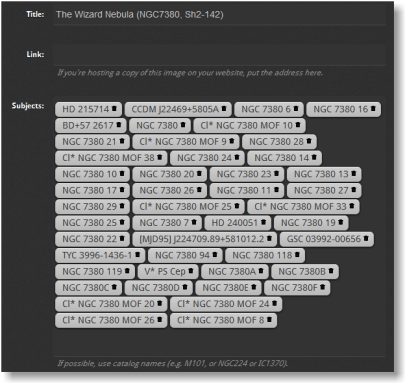 Title: The Wizard Nebula (NGC7380, Sh2-142)
Link:
If you're hosting a copy of this image on your website, put the address here.
Subjects: HD 215714 CCDM J22469+5805A NGC 7380 6 NGC 7380 16
BD+57 2617 NGC 7380 Cl* NGC 7380 MOF 10
NGC 7380 21 Cl* NGC 7380 MOF 9 NGC 7380 28
Cl* NGC 7380 MOF 38 NGC 7380 24 NGC 7380 14
NGC 7380 10 NGC 7380 20 NGC 7380 23 NGC 7380 13
NGC 7380 17 NGC 7380 26 NGC 7380 11 NGC 7380 27
NGC 7380 29 Cl* NGC 7380 MOF 25 Cl* NGC 7380 MOF 33
NGC 7380 25 NGC 7380 7 HD 240051 NGC 7380 19
NGC 7380 22 [MJD95] J224709.89+581012.2 GSC 03992-00656
TYC 3996-1436-1 NGC 7380 94 NGC 7380 118
NGC 7380 119 V* PS Cep NGC 7380A NGC 7380B
NGC 7380C NGC 7380D NGC 7380E NGC 7380F
Cl* NGC 7380 MOF 20 Cl* NGC 7380 MOF 24
Cl* NGC 7380 MOF 26 Cl* NGC 7380 MOF 8
If possible, use catalog names (e.g. M101, or NGC224 or IC1370).